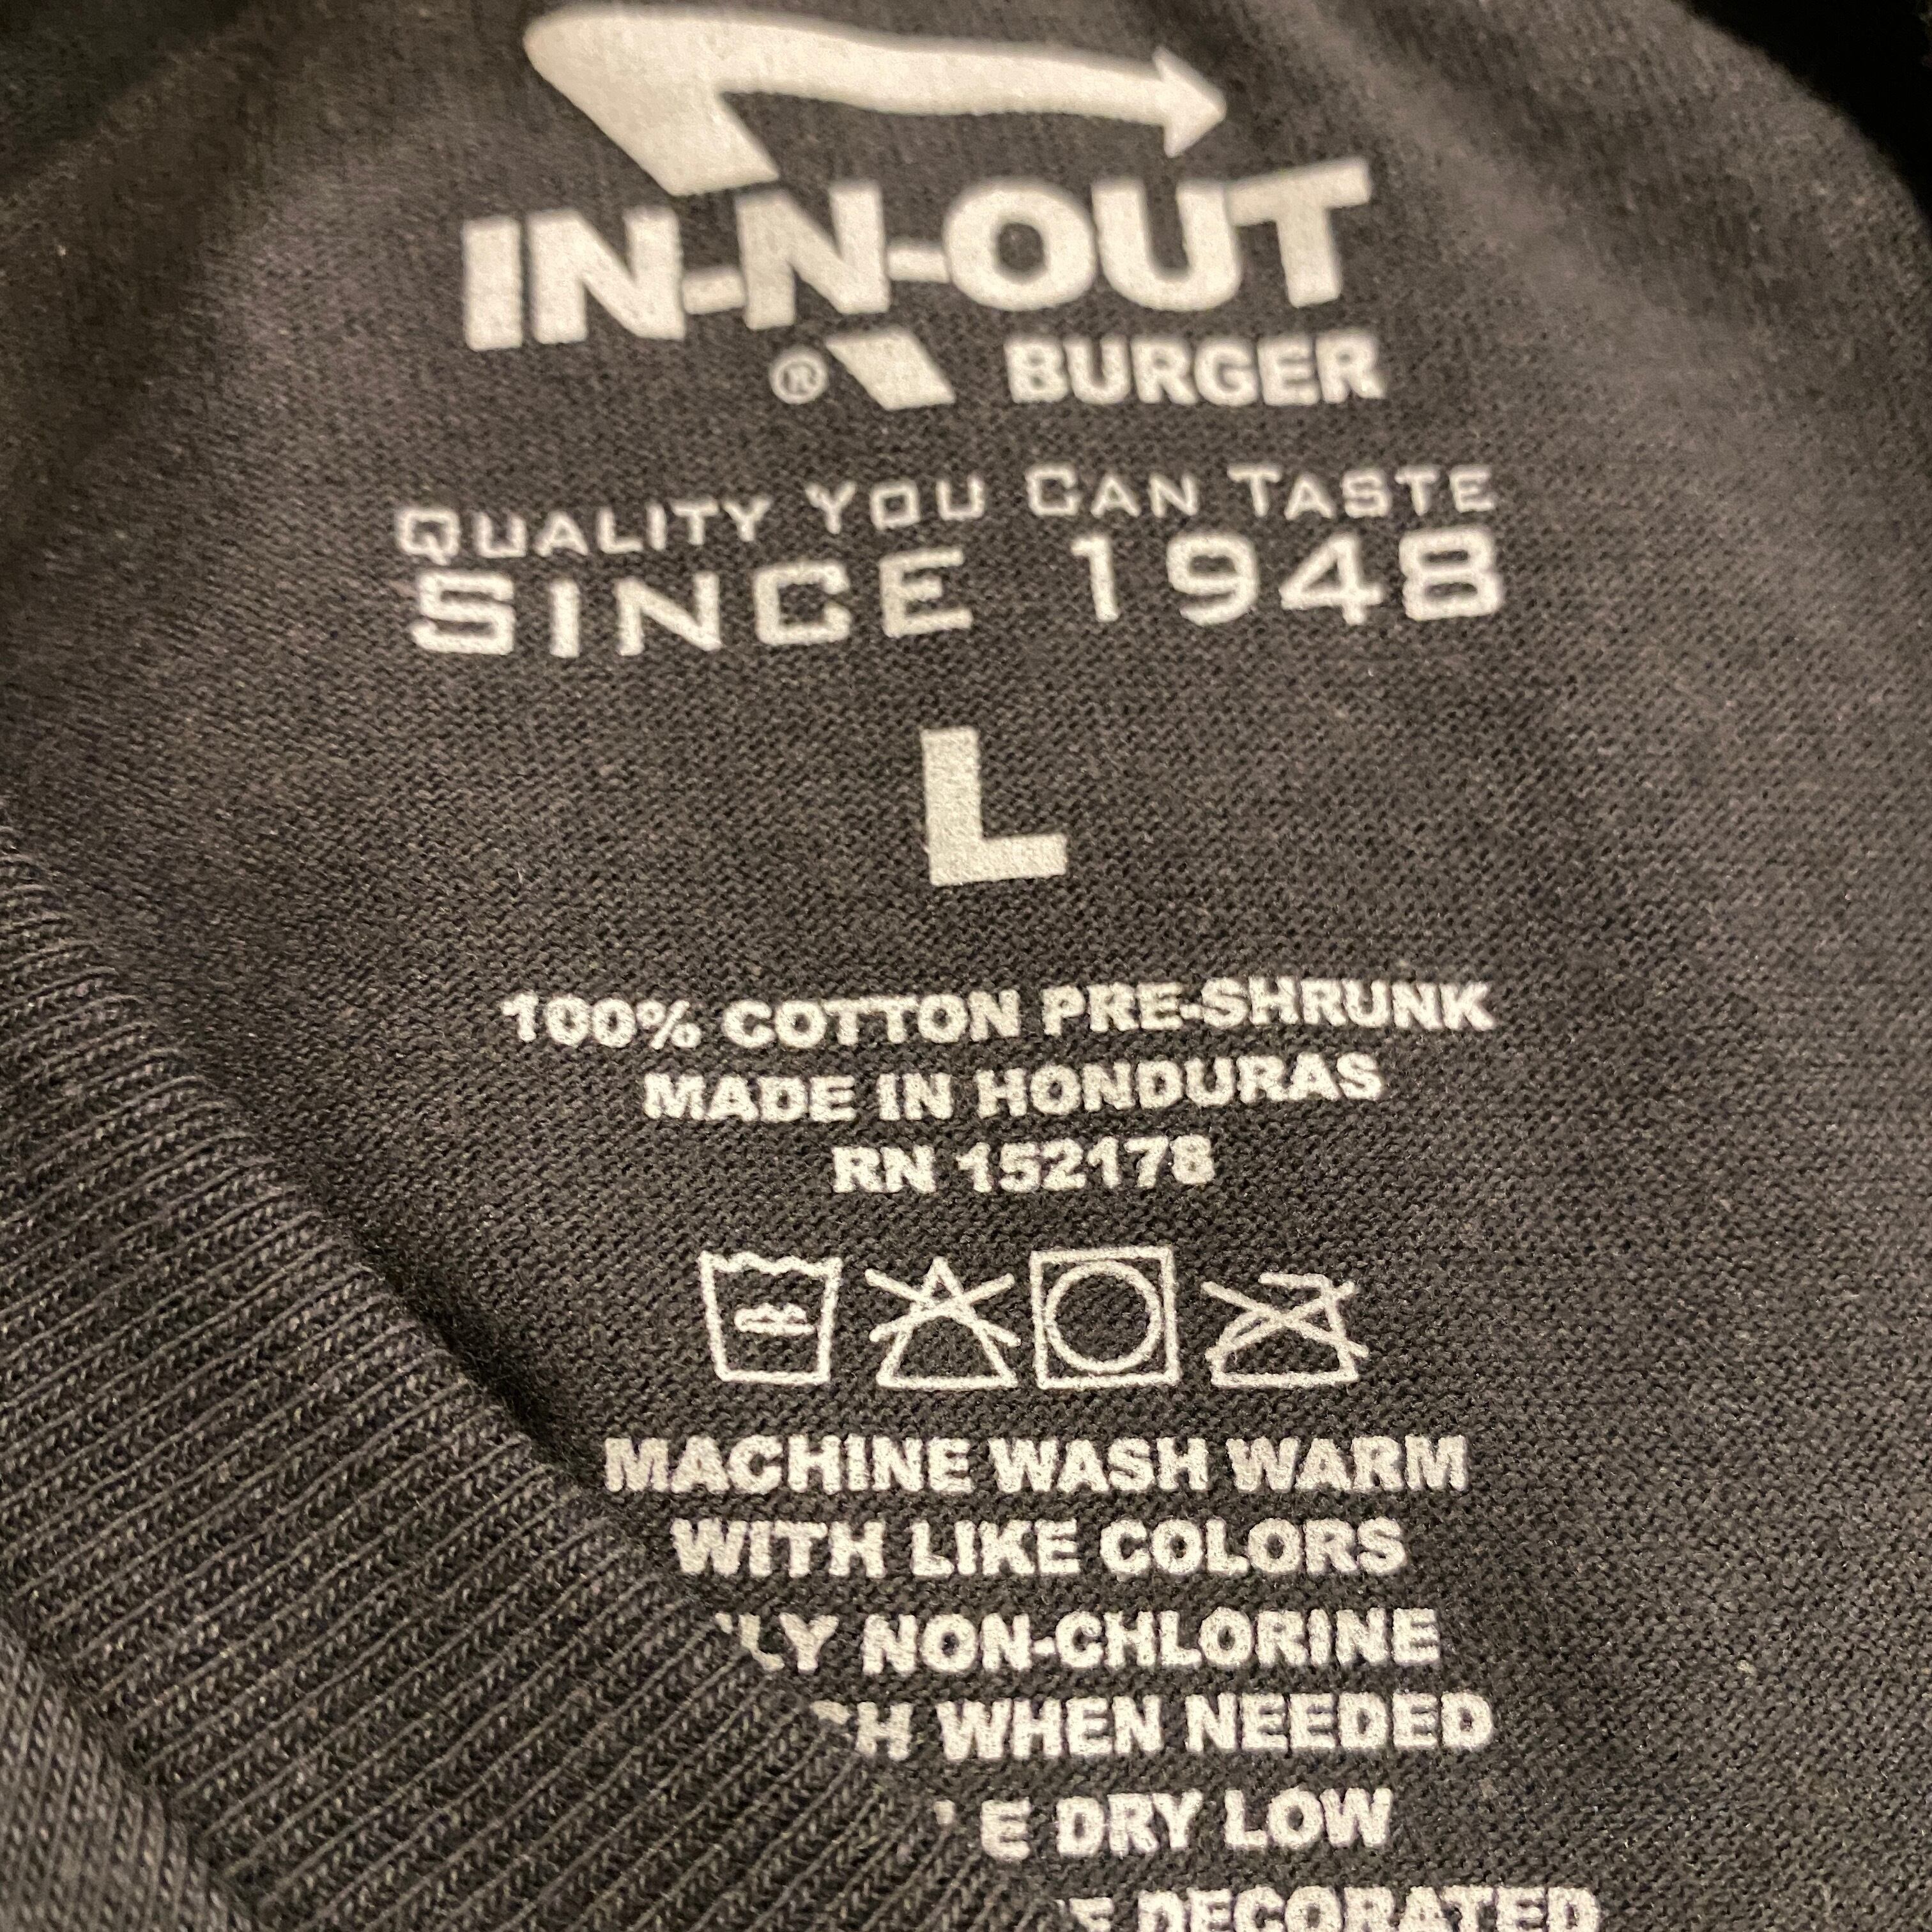 IN-N-OUT
® BURGER
QUALITY YOU CAN TASTE
SINCE 1948
L
100% COTTON PRE-SHRUNK
MADE IN HONDURAS
RN 152178
MACHINE WASH WARM
WITH LIKE COLORS
NON-CHLORINE
WHEN NEEDED
DRY LOW
DECORATED